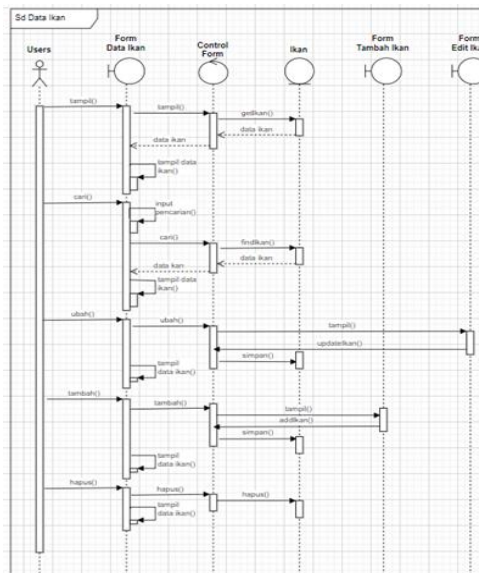 Sd Data Ikan
Users
Form
Data Ikan
Control
Form
Ikan
Form
Tambah Ikan
Form
Edit Ik
tampil()
tampil()
getIkan()
data ikan
data ikan
tampil data
ikan()
cari()
input
pencarian()
cari()
findIkan()
data ikan
data ikan
tampil data
ikan()
ubah()
ubah()
tampil()
updateIkan()
simpan()
tampil
data ikan()
tambah()
tambah()
tampil()
addIkan()
simpan()
tampil
data ikan()
hapus()
hapus()
hapus()
tampil
data ikan()